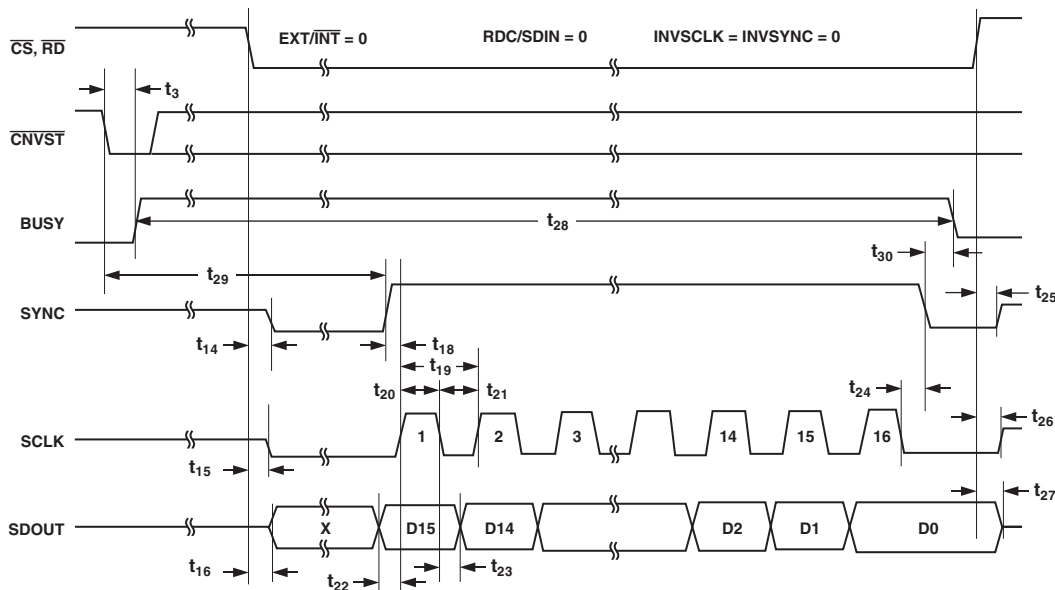 EXT/INT = 0 RDC/SDIN = 0 INVSCLK = INVSYNC = 0
CS, RD
t3
CNVST
BUSY
t28
t30
t29
t25
SYNC
t14
t18
t19
t20
t21
t24
t26
SCLK
1 2 3 14 15 16
t15
t27
SDOUT
X D15 D14 D2 D1 D0
t16
t22
t23